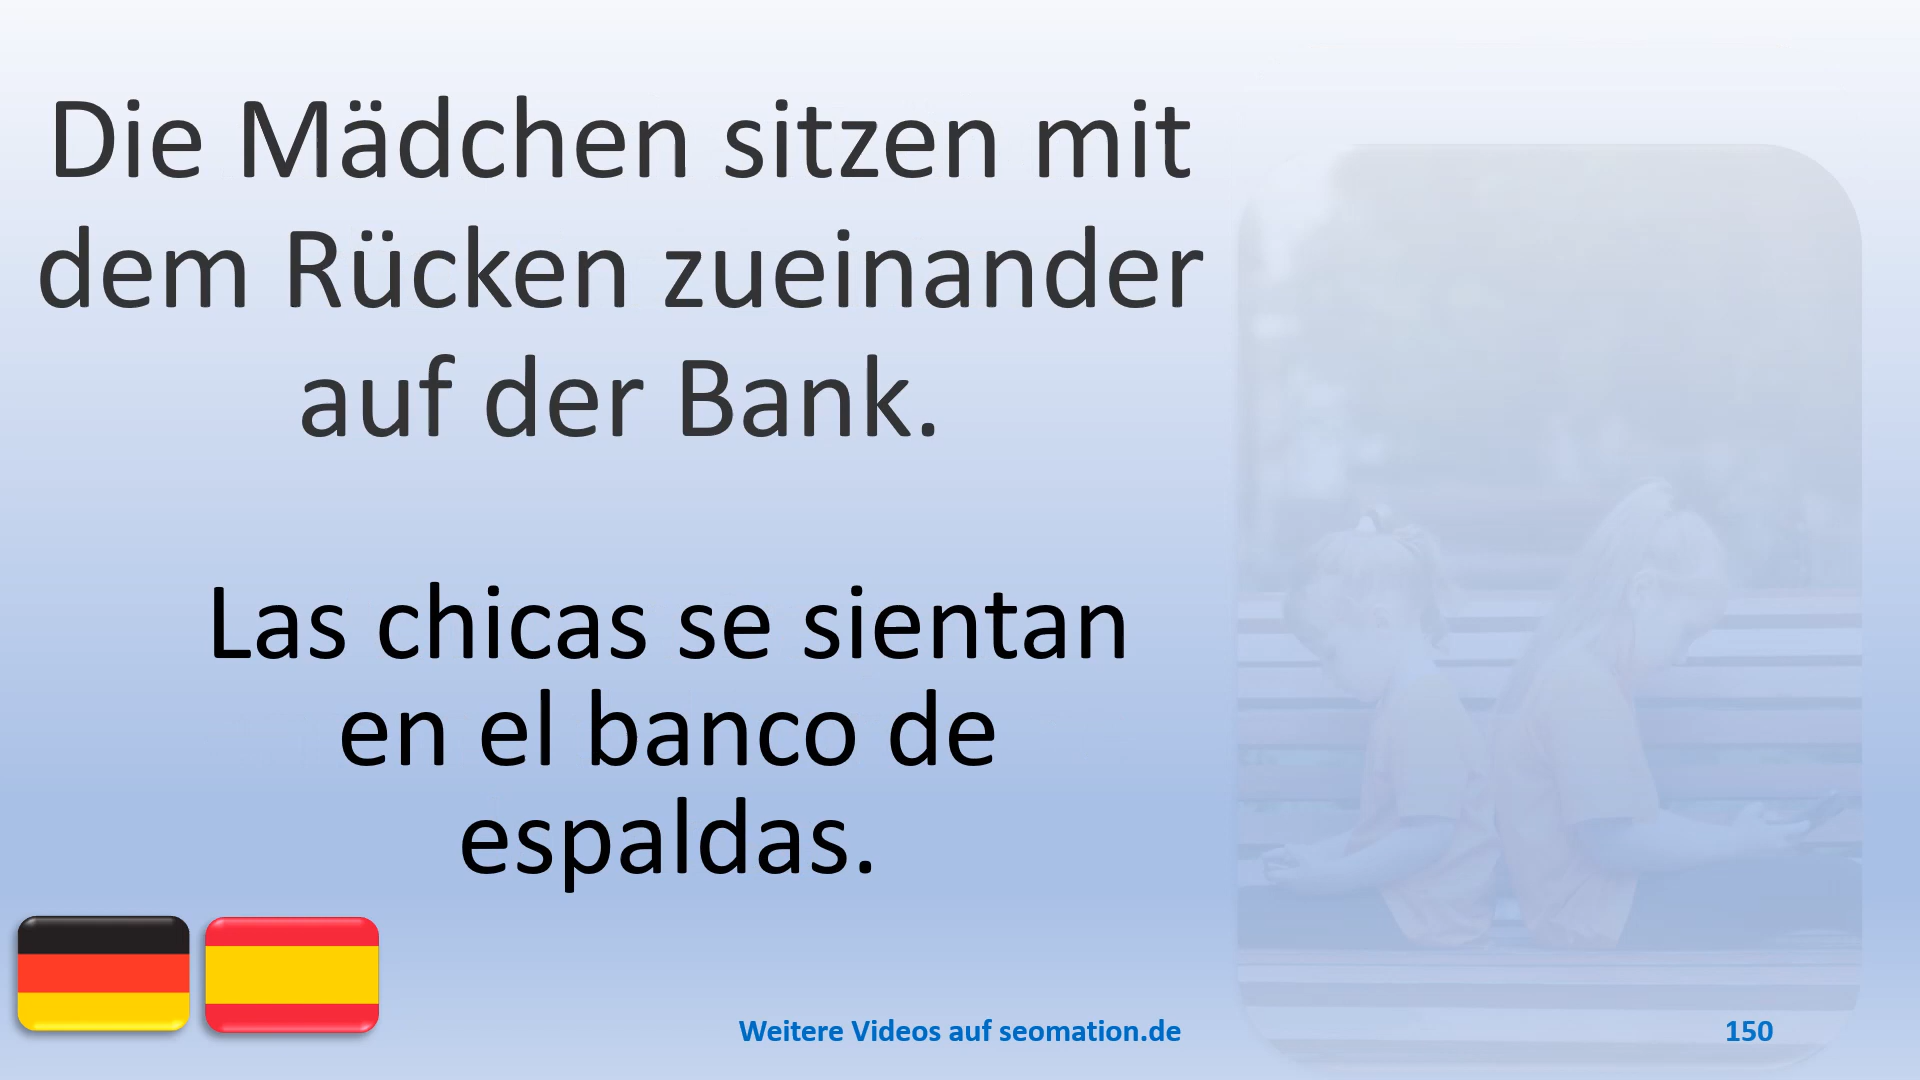 Die Mädchen sitzen mit
dem Rücken zueinander
auf der Bank.
Las chicas se sientan
en el banco de
espaldas.
Weitere Videos auf seomation.de
150